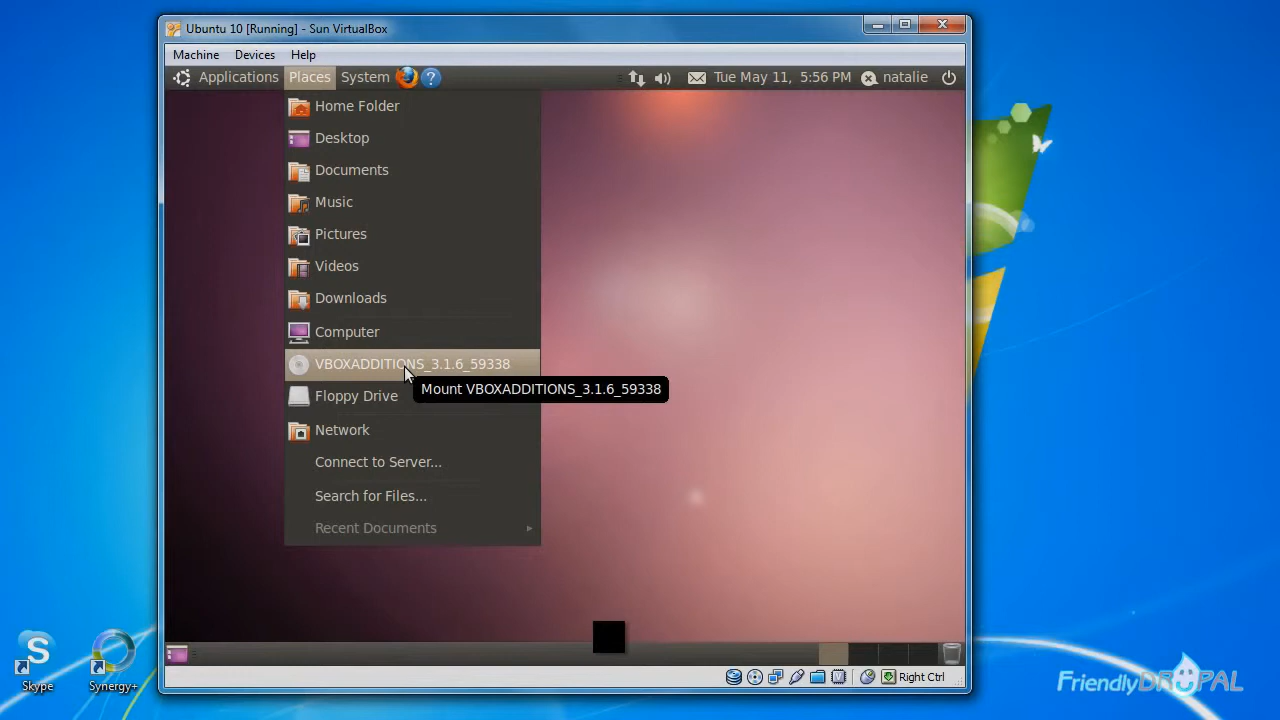 Ubuntu 10 [Running] - Sun VirtualBox
Machine Devices Help
Applications Places System ? Tue May 11, 5:56 PM natalie
Home Folder
Desktop
Documents
Music
Pictures
Videos
Downloads
Computer
VBOXADDITIONS_3.1.6_59338
Mount VBOXADDITIONS_3.1.6_59338
Floppy Drive
Network
Connect to Server...
Search for Files...
Recent Documents
S
Skype
Synergy+
Right Ctrl
FriendlyDRUPAL